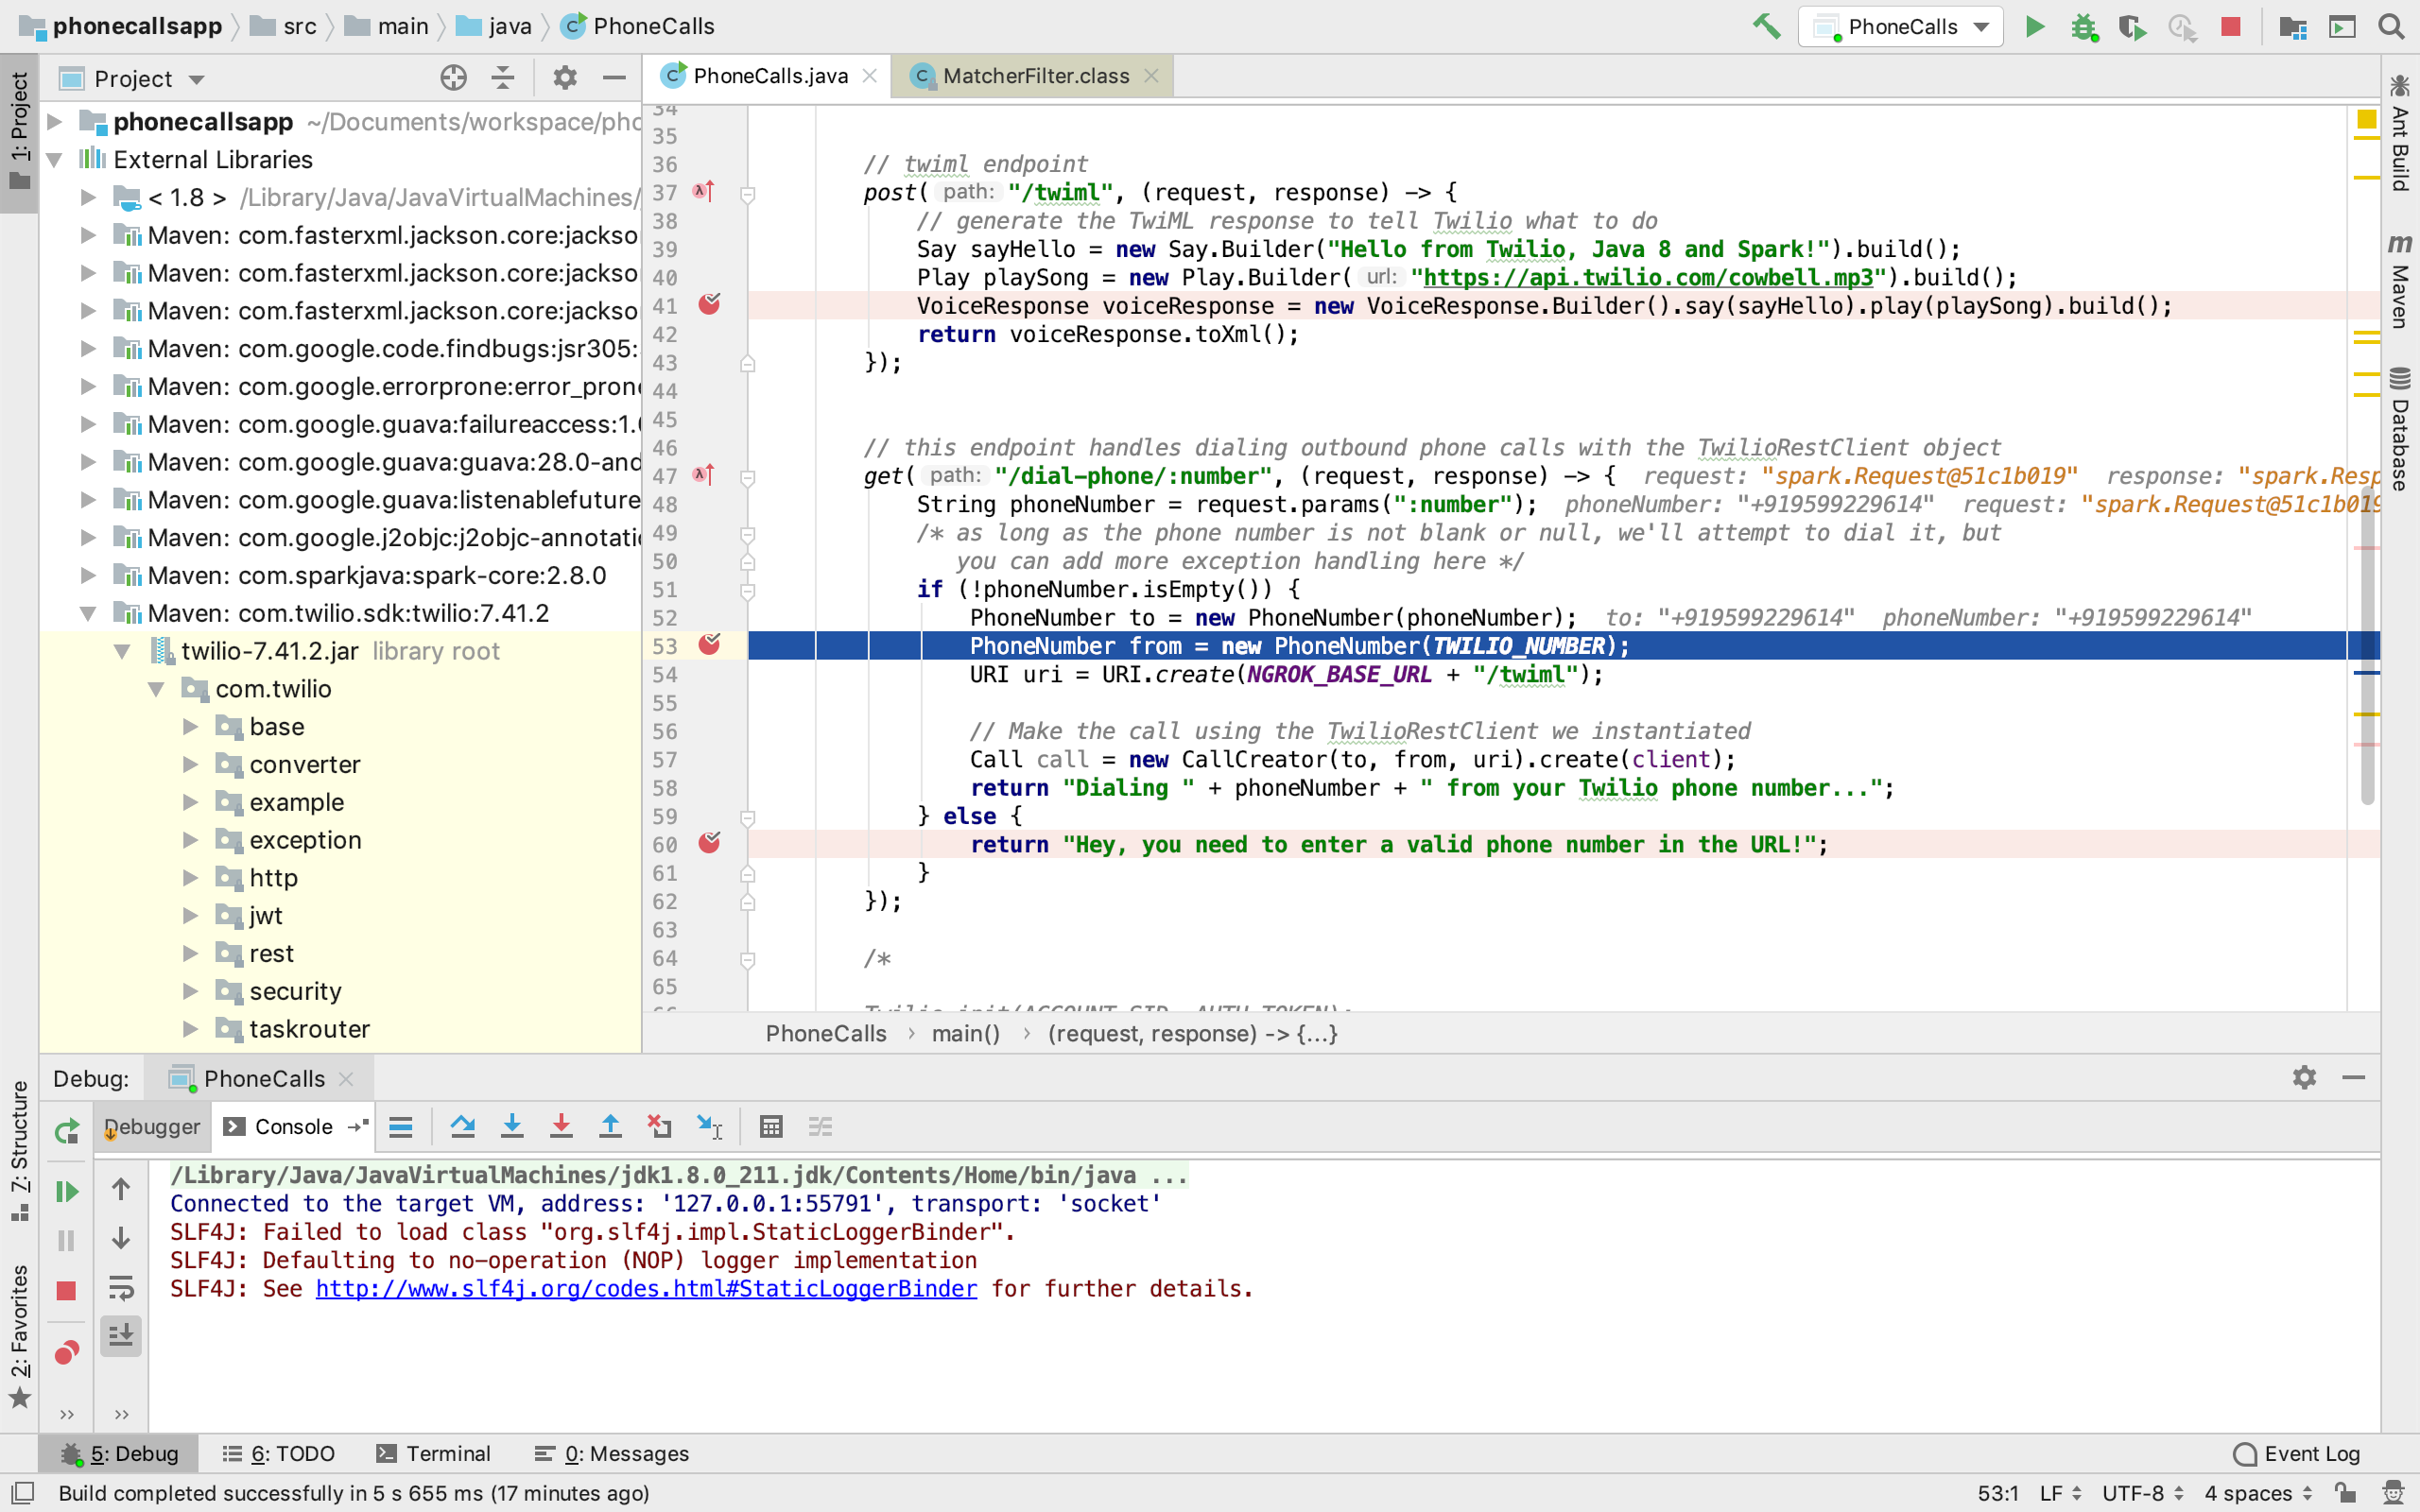 phonecallsapp src main java PhoneCalls
PhoneCalls
1: Project
Project
phonecallsapp ~/Documents/workspace/pho
External Libraries
< 1.8 > /Library/Java/JavaVirtualMachines/
Maven: com.fasterxml.jackson.core:jackso
Maven: com.fasterxml.jackson.core:jackso
Maven: com.fasterxml.jackson.core:jackso
Maven: com.google.code.findbugs:jsr305:
Maven: com.google.errorprone:error_pron
Maven: com.google.guava:failureaccess:1.
Maven: com.google.guava:guava:28.0-and
Maven: com.google.guava:listenablefuture
Maven: com.google.j2objc:j2objc-annotati
Maven: com.sparkjava:spark-core:2.8.0
Maven: com.twilio.sdk:twilio:7.41.2
twilio-7.41.2.jar library root
com.twilio
base
converter
example
exception
http
jwt
rest
security
taskrouter
PhoneCalls.java MatcherFilter.class
34
35
36 // twiml endpoint
37 post( path: "/twiml", (request, response) -> {
38 // generate the TwiML response to tell Twilio what to do
39 Say sayHello = new Say.Builder("Hello from Twilio, Java 8 and Spark!").build();
40 Play playSong = new Play.Builder( url: "https://api.twilio.com/cowbell.mp3").build();
41 VoiceResponse voiceResponse = new VoiceResponse.Builder().say(sayHello).play(playSong).build();
42 return voiceResponse.toXml();
43 });
44
45
46 // this endpoint handles dialing outbound phone calls with the TwilioRestClient object
47 get( path: "/dial-phone/:number", (request, response) -> { request: "spark.Request@51c1b019" response: "spark.Resp
48 String phoneNumber = request.params(":number"); phoneNumber: "+919599229614" request: "spark.Request@51c1b019
49 /* as long as the phone number is not blank or null, we'll attempt to dial it, but
50 you can add more exception handling here */
51 if (!phoneNumber.isEmpty()) {
52 PhoneNumber to = new PhoneNumber(phoneNumber); to: "+919599229614" phoneNumber: "+919599229614"
53 PhoneNumber from = new PhoneNumber(TWILIO_NUMBER);
54 URI uri = URI.create(NGROK_BASE_URL + "/twiml");
55
56 // Make the call using the TwilioRestClient we instantiated
57 Call call = new CallCreator(to, from, uri).create(client);
58 return "Dialing " + phoneNumber + " from your Twilio phone number...";
59 } else {
60 return "Hey, you need to enter a valid phone number in the URL!";
61 }
62 });
63
64 /*
65
66 Twilio.init(ACCOUNT_SID, AUTH_TOKEN);
PhoneCalls > main() > (request, response) -> {...}
Ant Build
Maven
Database
Debug: PhoneCalls
Debugger Console
/Library/Java/JavaVirtualMachines/jdk1.8.0_211.jdk/Contents/Home/bin/java ...
Connected to the target VM, address: '127.0.0.1:55791', transport: 'socket'
SLF4J: Failed to load class "org.slf4j.impl.StaticLoggerBinder".
SLF4J: Defaulting to no-operation (NOP) logger implementation
SLF4J: See http://www.slf4j.org/codes.html#StaticLoggerBinder for further details.
7: Structure
2: Favorites
5: Debug 6: TODO Terminal 0: Messages Event Log
Build completed successfully in 5 s 655 ms (17 minutes ago) 53:1 LF UTF-8 4 spaces